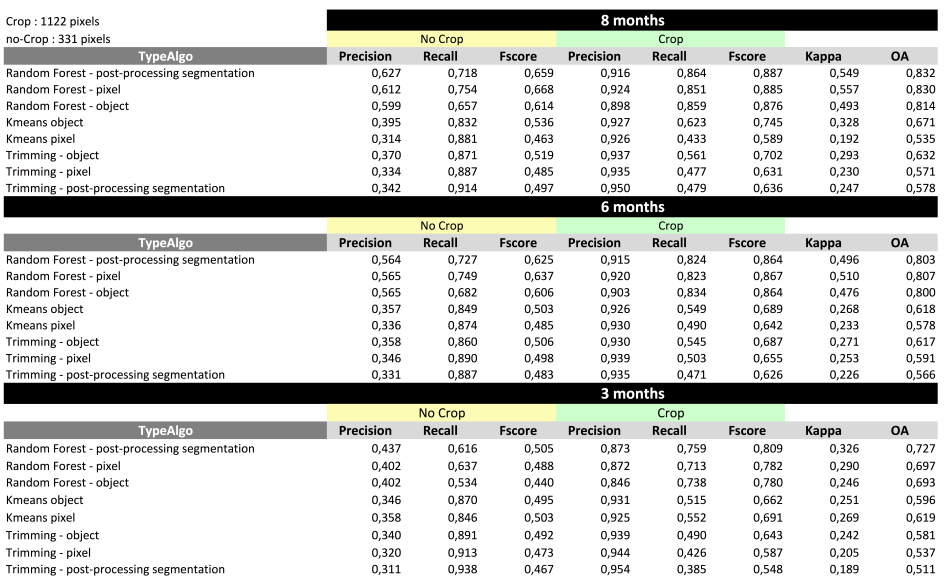 Crop : 1122 pixels
8 months
no-Crop : 331 pixels No Crop Crop
TypeAlgo Precision Recall Fscore Precision Recall Fscore Kappa OA
Random Forest - post-processing segmentation 0,627 0,718 0,659 0,916 0,864 0,887 0,549 0,832
Random Forest - pixel 0,612 0,754 0,668 0,924 0,851 0,885 0,557 0,830
Random Forest - object 0,599 0,657 0,614 0,898 0,859 0,876 0,493 0,814
Kmeans object 0,395 0,832 0,536 0,927 0,623 0,745 0,328 0,671
Kmeans pixel 0,314 0,881 0,463 0,926 0,433 0,589 0,192 0,535
Trimming - object 0,370 0,871 0,519 0,937 0,561 0,702 0,293 0,632
Trimming - pixel 0,334 0,887 0,485 0,935 0,477 0,631 0,230 0,571
Trimming - post-processing segmentation 0,342 0,914 0,497 0,950 0,479 0,636 0,247 0,578
6 months
No Crop Crop
TypeAlgo Precision Recall Fscore Precision Recall Fscore Kappa OA
Random Forest - post-processing segmentation 0,564 0,727 0,625 0,915 0,824 0,864 0,496 0,803
Random Forest - pixel 0,565 0,749 0,637 0,920 0,823 0,867 0,510 0,807
Random Forest - object 0,565 0,682 0,606 0,903 0,834 0,864 0,476 0,800
Kmeans object 0,357 0,849 0,503 0,926 0,549 0,689 0,268 0,618
Kmeans pixel 0,336 0,874 0,485 0,930 0,490 0,642 0,233 0,578
Trimming - object 0,358 0,860 0,506 0,930 0,545 0,687 0,271 0,617
Trimming - pixel 0,346 0,890 0,498 0,939 0,503 0,655 0,253 0,591
Trimming - post-processing segmentation 0,331 0,887 0,483 0,935 0,471 0,626 0,226 0,566
3 months
No Crop Crop
TypeAlgo Precision Recall Fscore Precision Recall Fscore Kappa OA
Random Forest - post-processing segmentation 0,437 0,616 0,505 0,873 0,759 0,809 0,326 0,727
Random Forest - pixel 0,402 0,637 0,488 0,872 0,713 0,782 0,290 0,697
Random Forest - object 0,402 0,534 0,440 0,846 0,738 0,780 0,246 0,693
Kmeans object 0,346 0,870 0,495 0,931 0,515 0,662 0,251 0,596
Kmeans pixel 0,358 0,846 0,503 0,925 0,552 0,691 0,269 0,619
Trimming - object 0,340 0,891 0,492 0,939 0,490 0,643 0,242 0,581
Trimming - pixel 0,320 0,913 0,473 0,944 0,426 0,587 0,205 0,537
Trimming - post-processing segmentation 0,311 0,938 0,467 0,954 0,385 0,548 0,189 0,511